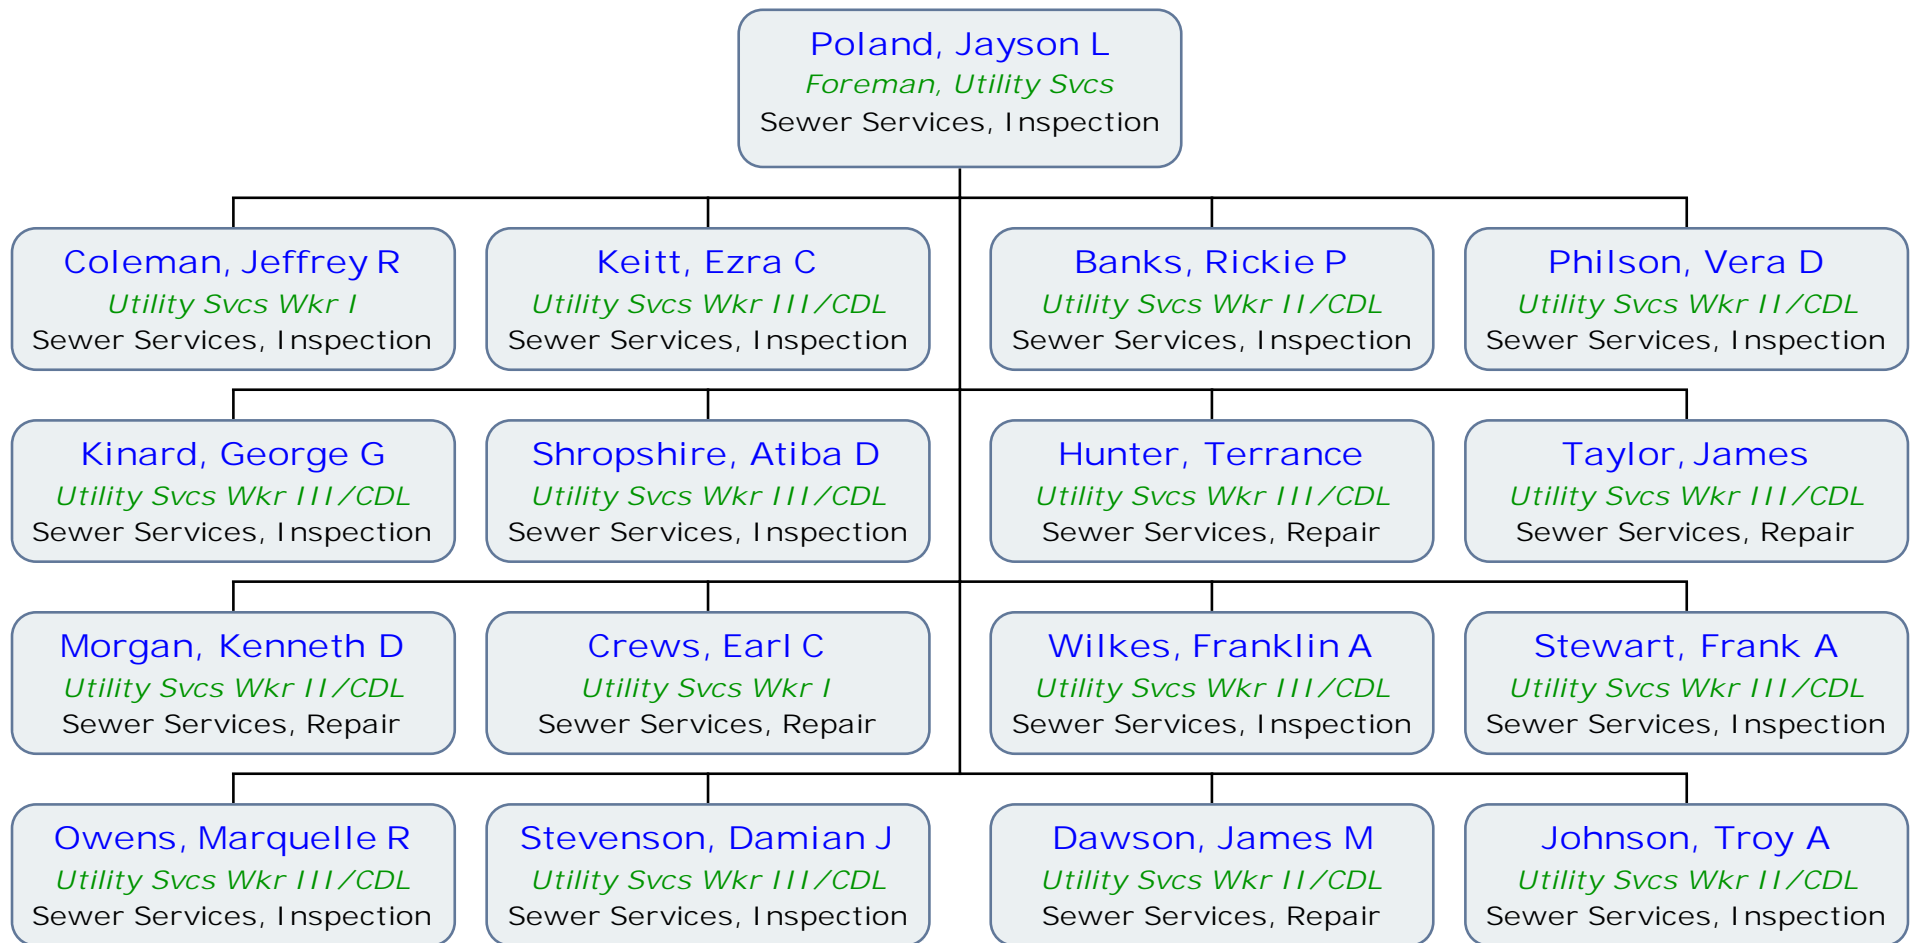 Poland, Jayson L
Foreman, Utility Svcs
Sewer Services, Inspection
Coleman, Jeffrey R
Utility Svcs Wkr I
Sewer Services, Inspection
Keitt, Ezra C
Utility Svcs Wkr III/CDL
Sewer Services, Inspection
Banks, Rickie P
Utility Svcs Wkr II/CDL
Sewer Services, Inspection
Philson, Vera D
Utility Svcs Wkr II/CDL
Sewer Services, Inspection
Kinard, George G
Utility Svcs Wkr III/CDL
Sewer Services, Inspection
Shropshire, Atiba D
Utility Svcs Wkr III/CDL
Sewer Services, Inspection
Hunter, Terrance
Utility Svcs Wkr III/CDL
Sewer Services, Repair
Taylor, James
Utility Svcs Wkr III/CDL
Sewer Services, Repair
Morgan, Kenneth D
Utility Svcs Wkr II/CDL
Sewer Services, Repair
Crews, Earl C
Utility Svcs Wkr I
Sewer Services, Repair
Wilkes, Franklin A
Utility Svcs Wkr III/CDL
Sewer Services, Inspection
Stewart, Frank A
Utility Svcs Wkr III/CDL
Sewer Services, Inspection
Owens, Marquelle R
Utility Svcs Wkr III/CDL
Sewer Services, Inspection
Stevenson, Damian J
Utility Svcs Wkr III/CDL
Sewer Services, Inspection
Dawson, James M
Utility Svcs Wkr II/CDL
Sewer Services, Repair
Johnson, Troy A
Utility Svcs Wkr II/CDL
Sewer Services, Inspection